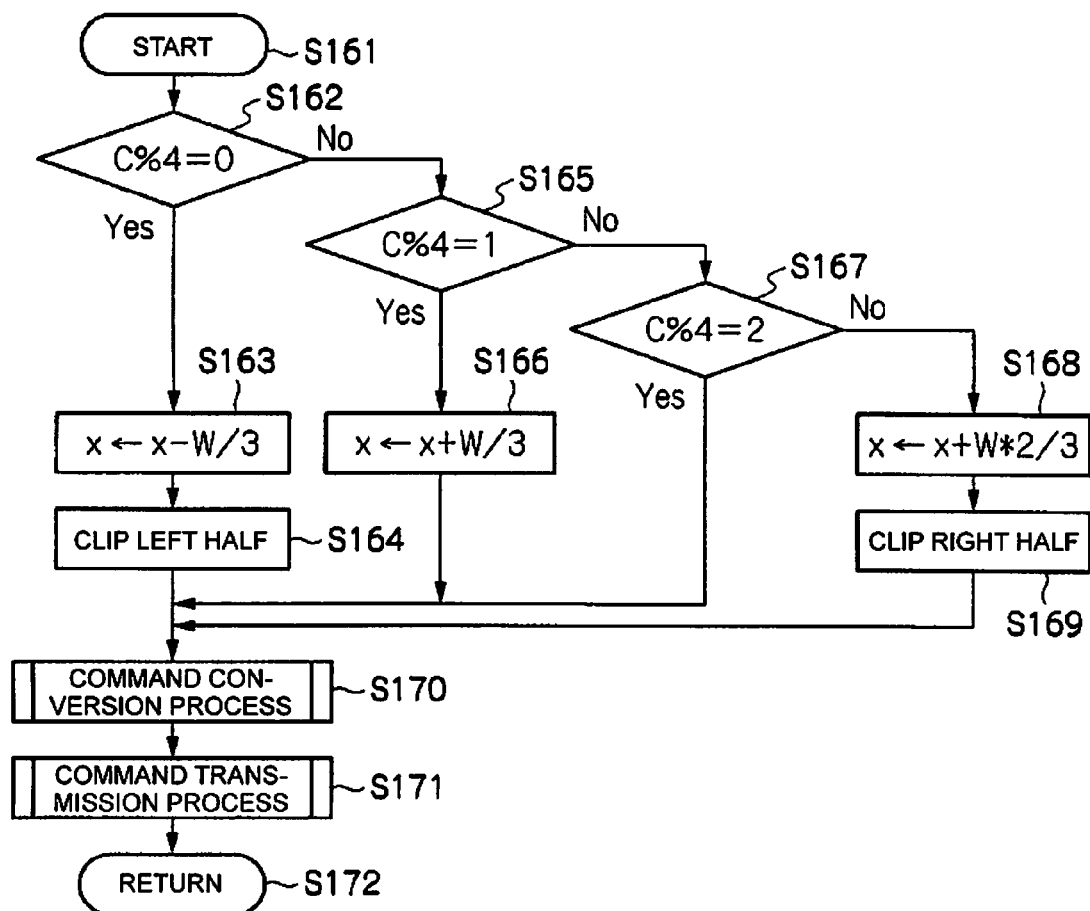 START
S161
S162
C%4=0
No
Yes
S165
C%4=1
No
Yes
S167
C%4=2
No
Yes
S163
x←x-W/3
S166
x←x+W/3
S168
x←x+W*2/3
CLIP LEFT HALF
S164
CLIP RIGHT HALF
S169
COMMAND CON-
VERSION PROCESS
S170
COMMAND TRANS-
MISSION PROCESS
S171
RETURN
S172